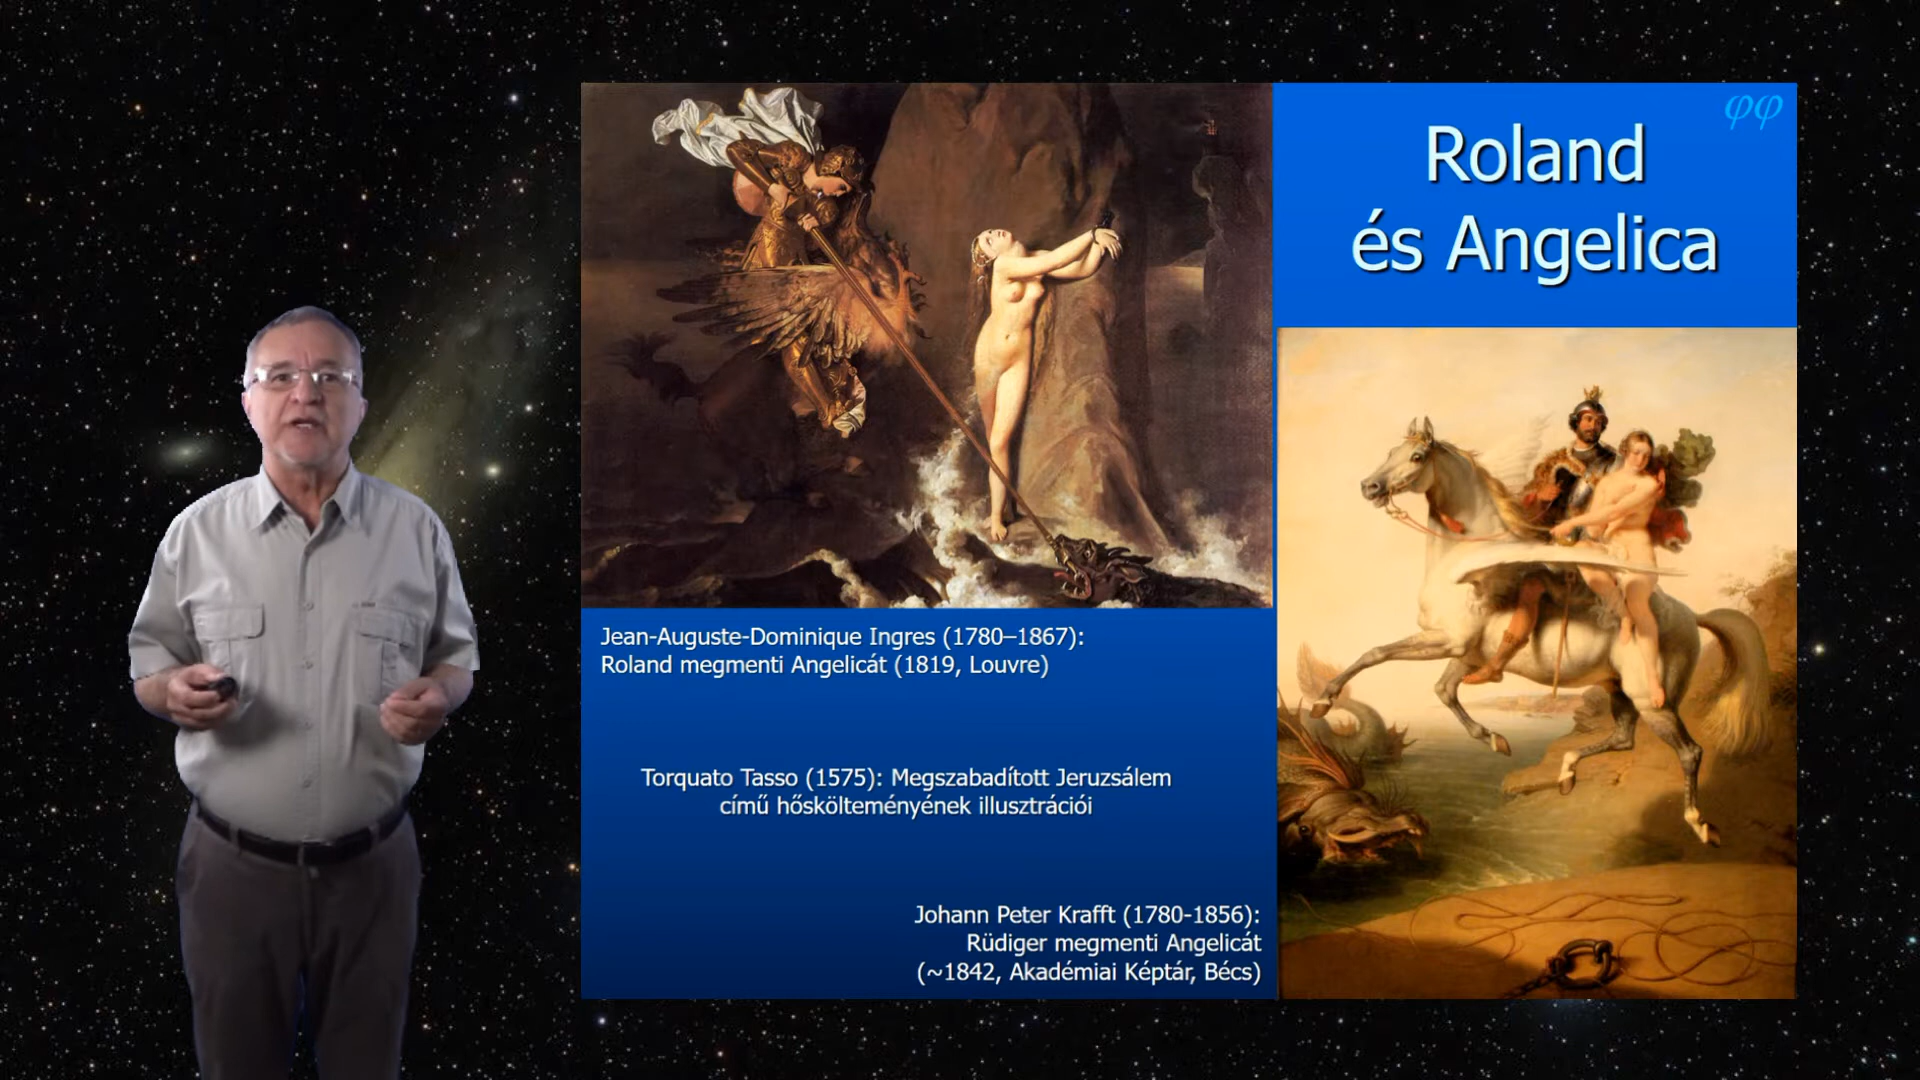 φφ
Roland
és Angelica
Jean-Auguste-Dominique Ingres (1780–1867):
Roland megmenti Angelicát (1819, Louvre)
Torquato Tasso (1575): Megszabadított Jeruzsálem
című hőskölteményének illusztrációi
Johann Peter Krafft (1780-1856):
Rüdiger megmenti Angelicát
(~1842, Akadémiai Képtár, Bécs)